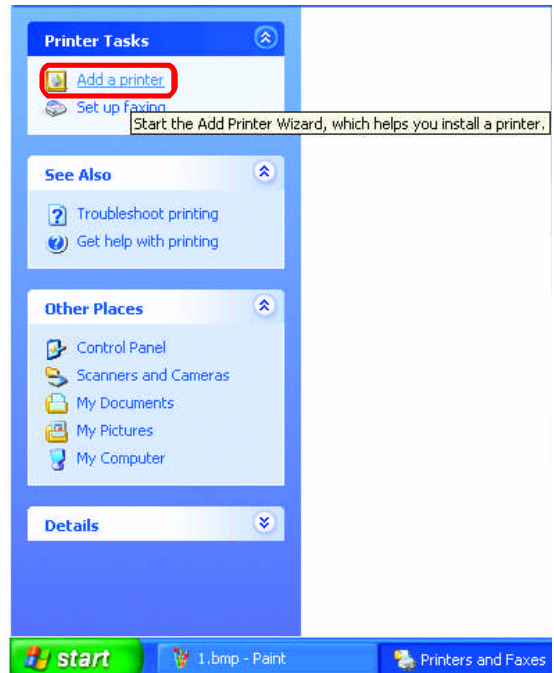 Printer Tasks
Add a printer
Set up faxing
Start the Add Printer Wizard, which helps you install a printer.
See Also
Troubleshoot printing
Get help with printing
Other Places
Control Panel
Scanners and Cameras
My Documents
My Pictures
My Computer
Details
start
1.bmp - Paint
Printers and Faxes